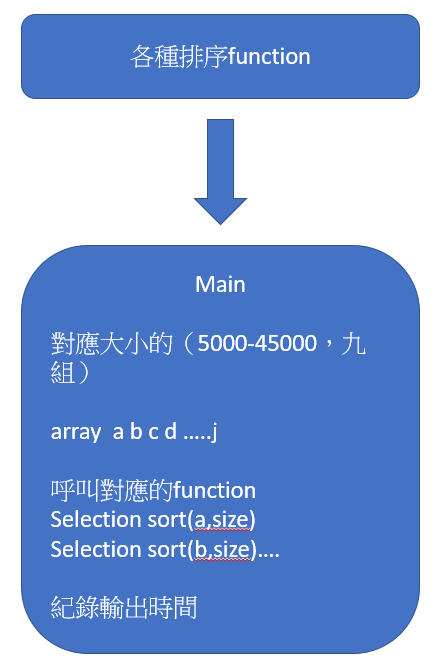 各種排序function
Main
對應大小的（5000-45000，九
組）
array  a b c d .....j
呼叫對應的function
Selection sort(a,size)
Selection sort(b,size)....
紀錄輸出時間